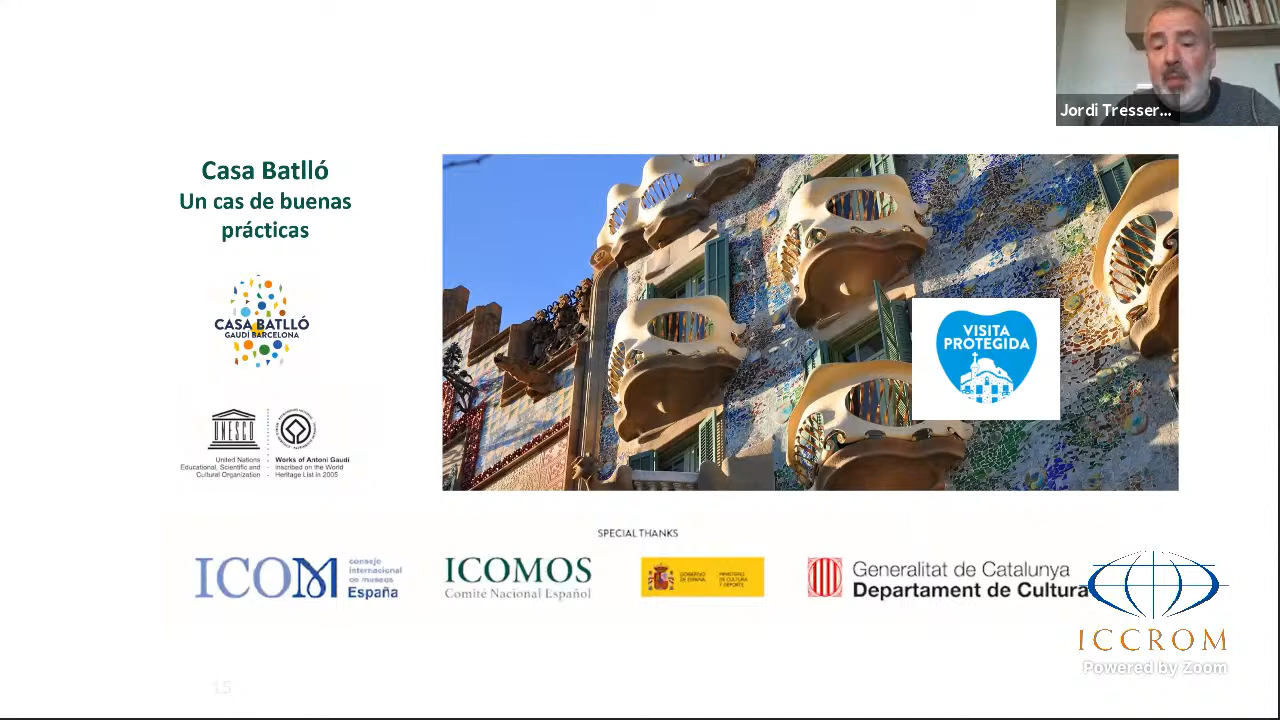 Jordi Tresser...
Casa Batlló
Un cas de buenas
prácticas
CASA BATLLÓ
GAUDÍ BARCELONA
VISITA
PROTEGIDA
UNESCO
United Nations
Educational, Scientific and
Cultural Organization
Works of Antoni Gaudí
inscribed on the World
Heritage List in 2005
SPECIAL THANKS
ICOM
consejo
internacional
de museos
España
ICOMOS
Comité Nacional Español
GOBIERNO
DE ESPAÑA
MINISTERIO
DE CULTURA
Y DEPORTE
Generalitat de Catalunya
Departament de Cultura
ICCROM
Powered by Zoom
15